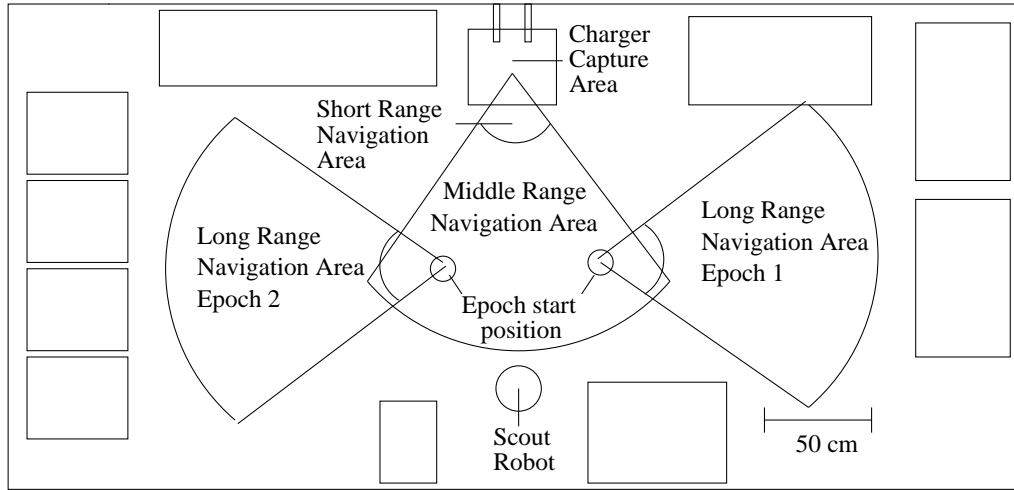 Charger
Capture
Area
Short Range
Navigation
Area
Middle Range
Navigation Area
Long Range
Navigation Area
Epoch 2
Long Range
Navigation Area
Epoch 1
Epoch start
position
Scout
Robot
50 cm